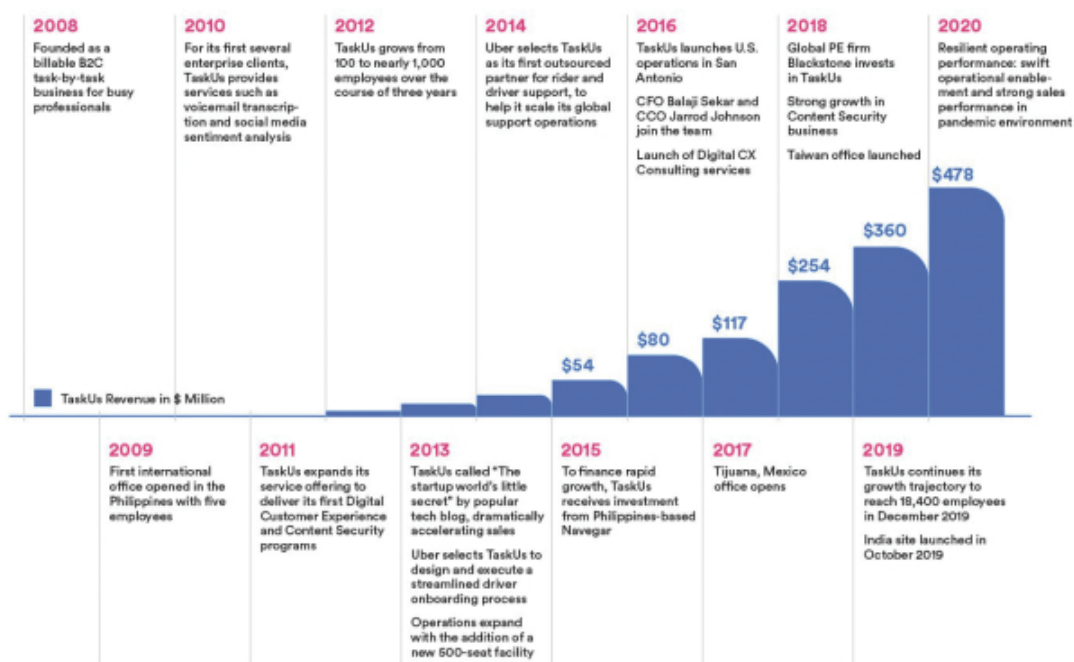 2008
Founded as a
billable B2C
task-by-task
business for busy
professionals
2010
For its first several
enterprise clients,
TaskUs provides
services such as
voicemail transcrip-
tion and social media
sentiment analysis
2012
TaskUs grows from
100 to nearly 1,000
employees over the
course of three years
2014
Uber selects TaskUs
as its first outsourced
partner for rider and
driver support, to
help it scale its global
support operations
2016
TaskUs launches U.S.
operations in San
Antonio
CFO Balaji Sekar and
CCO Jarrod Johnson
join the team
Launch of Digital CX
Consulting services
2018
Global PE firm
Blackstone invests
in TaskUs
Strong growth in
Content Security
business
Taiwan office launched
2020
Resilient operating
performance: swift
operational enable-
ment and strong sales
performance in
pandemic environment
$54
$80
$117
$254
$360
$478
TaskUs Revenue in $ Million
2009
First international
office opened in the
Philippines with five
employees
2011
TaskUs expands its
service offering to
deliver its first Digital
Customer Experience
and Content Security
programs
2013
TaskUs called "The
startup world's little
secret" by popular
tech blog, dramatically
accelerating sales
Uber selects TaskUs to
design and execute a
streamlined driver
onboarding process
Operations expand
with the addition of a
new 500-seat facility
2015
To finance rapid
growth, TaskUs
receives investment
from Philippines-based
Navegar
2017
Tijuana, Mexico
office opens
2019
TaskUs continues its
growth trajectory to
reach 18,400 employees
in December 2019
India site launched in
October 2019